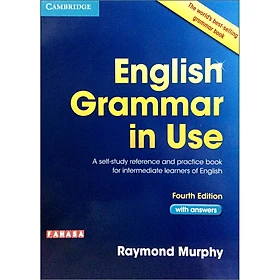 CAMBRIDGE
The world's best selling
grammar book
English
Grammar
in Use
A self-study reference and practice book
for intermediate learners of English
Fourth Edition
with answers
FAHASA
Raymond Murphy